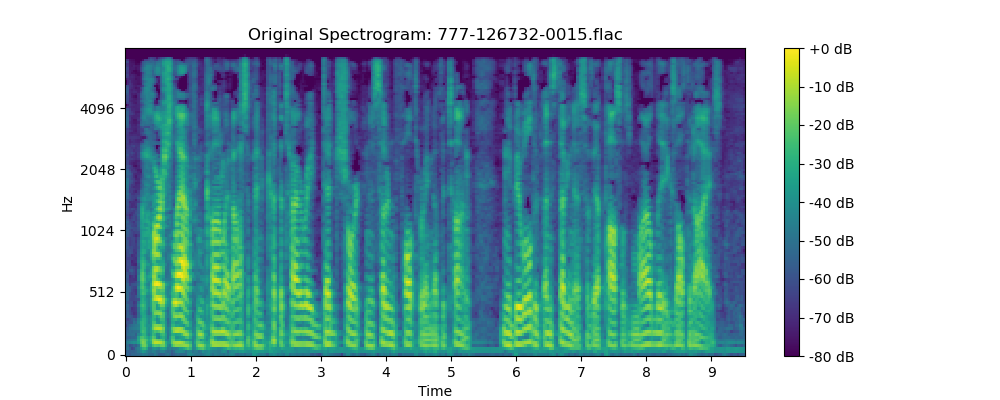 Original Spectrogram: 777-126732-0015.flac
+0 dB
4096
-10 dB
-20 dB
2048
-30 dB
Hz
-40 dB
1024
-50 dB
512
-60 dB
-70 dB
0
-80 dB
0 1 2 3 4 5 6 7 8 9
Time